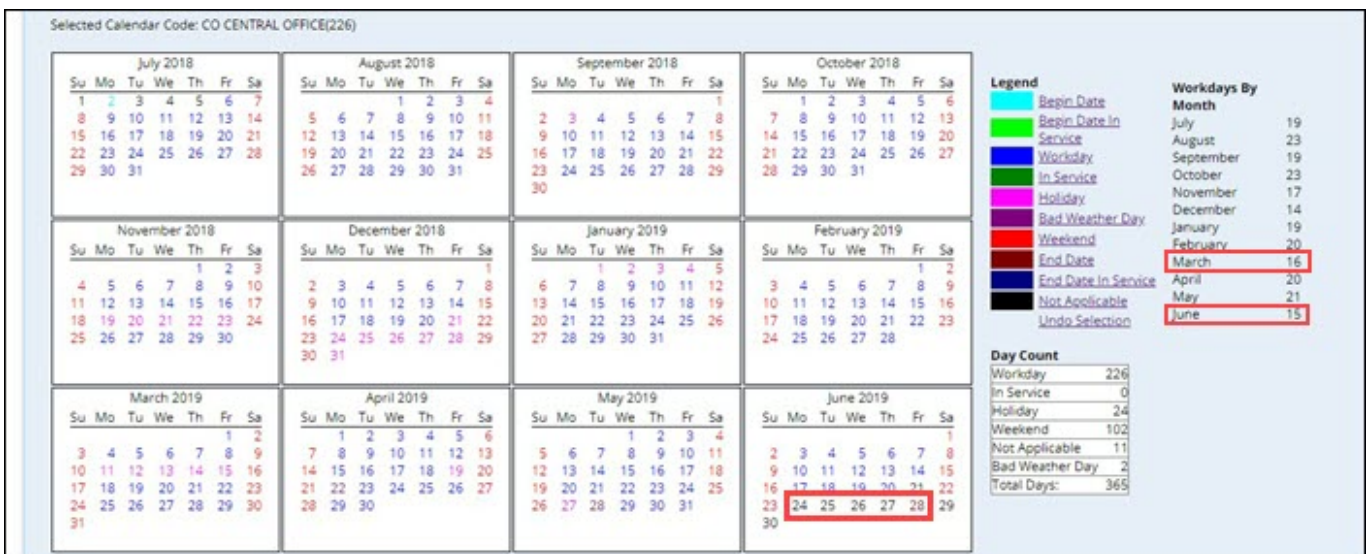 Selected Calendar Code: CO CENTRAL OFFICE(226)
July 2018
Su Mo Tu We Th Fr Sa
1 2 3 4 5 6 7
8 9 10 11 12 13 14
15 16 17 18 19 20 21
22 23 24 25 26 27 28
29 30 31
August 2018
Su Mo Tu We Th Fr Sa
1 2 3 4
5 6 7 8 9 10 11
12 13 14 15 16 17 18
19 20 21 22 23 24 25
26 27 28 29 30 31
September 2018
Su Mo Tu We Th Fr Sa
1
2 3 4 5 6 7 8
9 10 11 12 13 14 15
16 17 18 19 20 21 22
23 24 25 26 27 28 29
30
October 2018
Su Mo Tu We Th Fr Sa
1 2 3 4 5 6
7 8 9 10 11 12 13
14 15 16 17 18 19 20
21 22 23 24 25 26 27
28 29 30 31
November 2018
Su Mo Tu We Th Fr Sa
1 2 3
4 5 6 7 8 9 10
11 12 13 14 15 16 17
18 19 20 21 22 23 24
25 26 27 28 29 30
December 2018
Su Mo Tu We Th Fr Sa
1
2 3 4 5 6 7 8
9 10 11 12 13 14 15
16 17 18 19 20 21 22
23 24 25 26 27 28 29
30 31
January 2019
Su Mo Tu We Th Fr Sa
1 2 3 4 5
6 7 8 9 10 11 12
13 14 15 16 17 18 19
20 21 22 23 24 25 26
27 28 29 30 31
February 2019
Su Mo Tu We Th Fr Sa
1 2
3 4 5 6 7 8 9
10 11 12 13 14 15 16
17 18 19 20 21 22 23
24 25 26 27 28
March 2019
Su Mo Tu We Th Fr Sa
1 2
3 4 5 6 7 8 9
10 11 12 13 14 15 16
17 18 19 20 21 22 23
24 25 26 27 28 29 30
31
April 2019
Su Mo Tu We Th Fr Sa
1 2 3 4 5 6
7 8 9 10 11 12 13
14 15 16 17 18 19 20
21 22 23 24 25 26 27
28 29 30
May 2019
Su Mo Tu We Th Fr Sa
1 2 3 4
5 6 7 8 9 10 11
12 13 14 15 16 17 18
19 20 21 22 23 24 25
26 27 28 29 30 31
June 2019
Su Mo Tu We Th Fr Sa
1
2 3 4 5 6 7 8
9 10 11 12 13 14 15
16 17 18 19 20 21 22
23 24 25 26 27 28 29
30
Legend
Begin Date
Begin Date In
Service
Workday
In Service
Holiday
Bad Weather Day
Weekend
End Date
End Date In Service
Not Applicable
Undo Selection
Workdays By
Month
July 19
August 23
September 19
October 23
November 17
December 14
January 19
February 20
March 16
April 20
May 21
June 15
Day Count
Workday 226
In Service 0
Holiday 24
Weekend 102
Not Applicable 11
Bad Weather Day 2
Total Days: 365